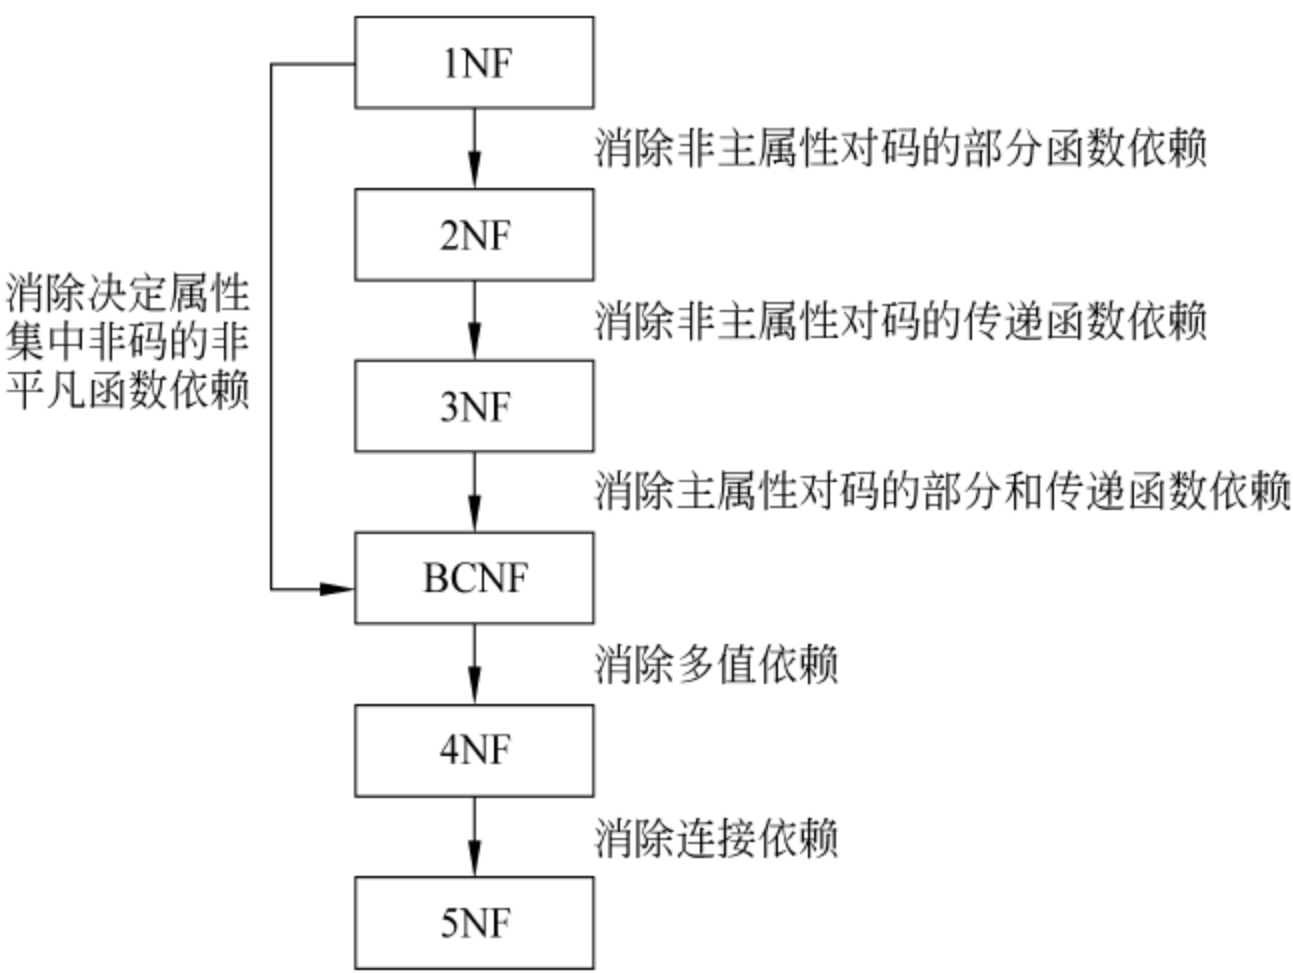 1NF
消除非主属性对码的部分函数依赖
2NF
消除决定属性
集中非码的非
平凡函数依赖
消除非主属性对码的传递函数依赖
3NF
消除主属性对码的部分和传递函数依赖
BCNF
消除多值依赖
4NF
消除连接依赖
5NF